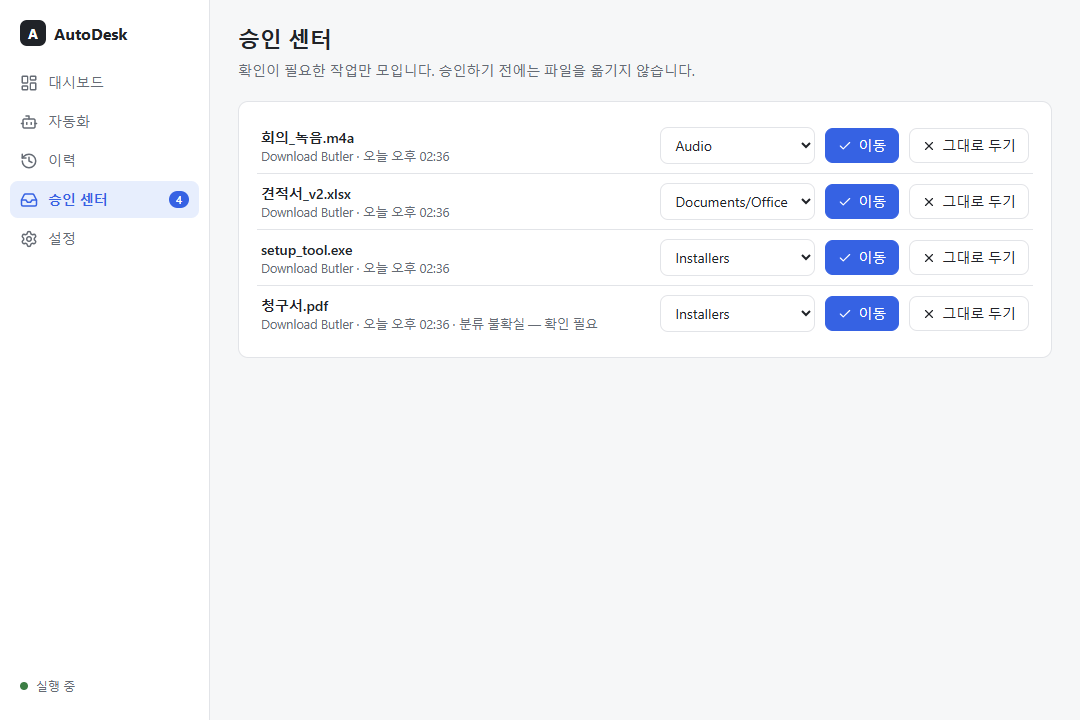 A AutoDesk
대시보드
자동화
이력
승인 센터 4
설정
실행 중
승인 센터
확인이 필요한 작업만 모입니다. 승인하기 전에는 파일을 옮기지 않습니다.
회의_녹음.m4a
Download Butler · 오늘 오후 02:36
Audio 이동 그대로 두기
견적서_v2.xlsx
Download Butler · 오늘 오후 02:36
Documents/Office 이동 그대로 두기
setup_tool.exe
Download Butler · 오늘 오후 02:36
Installers 이동 그대로 두기
청구서.pdf
Download Butler · 오늘 오후 02:36 · 분류 불확실 — 확인 필요
Installers 이동 그대로 두기